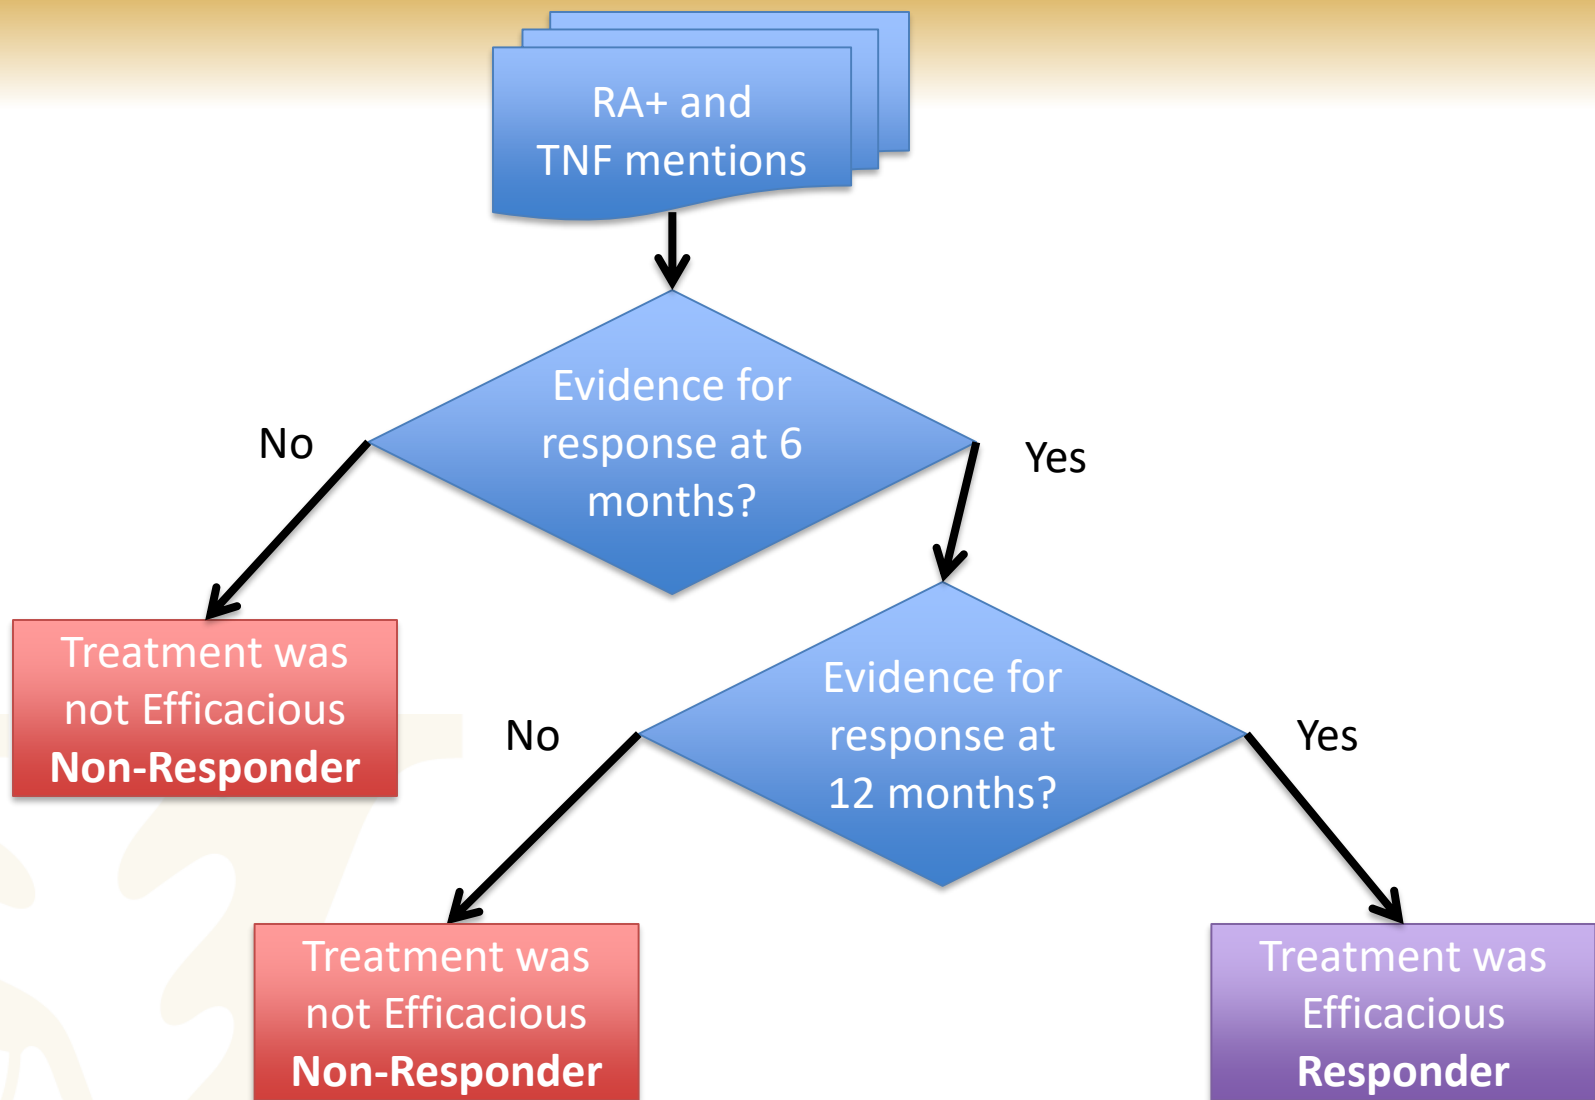 RA+ and
TNF mentions
Evidence for
response at 6
months?
No
Yes
Treatment was
not Efficacious
Non-Responder
Evidence for
response at
12 months?
No
Yes
Treatment was
not Efficacious
Non-Responder
Treatment was
Efficacious
Responder